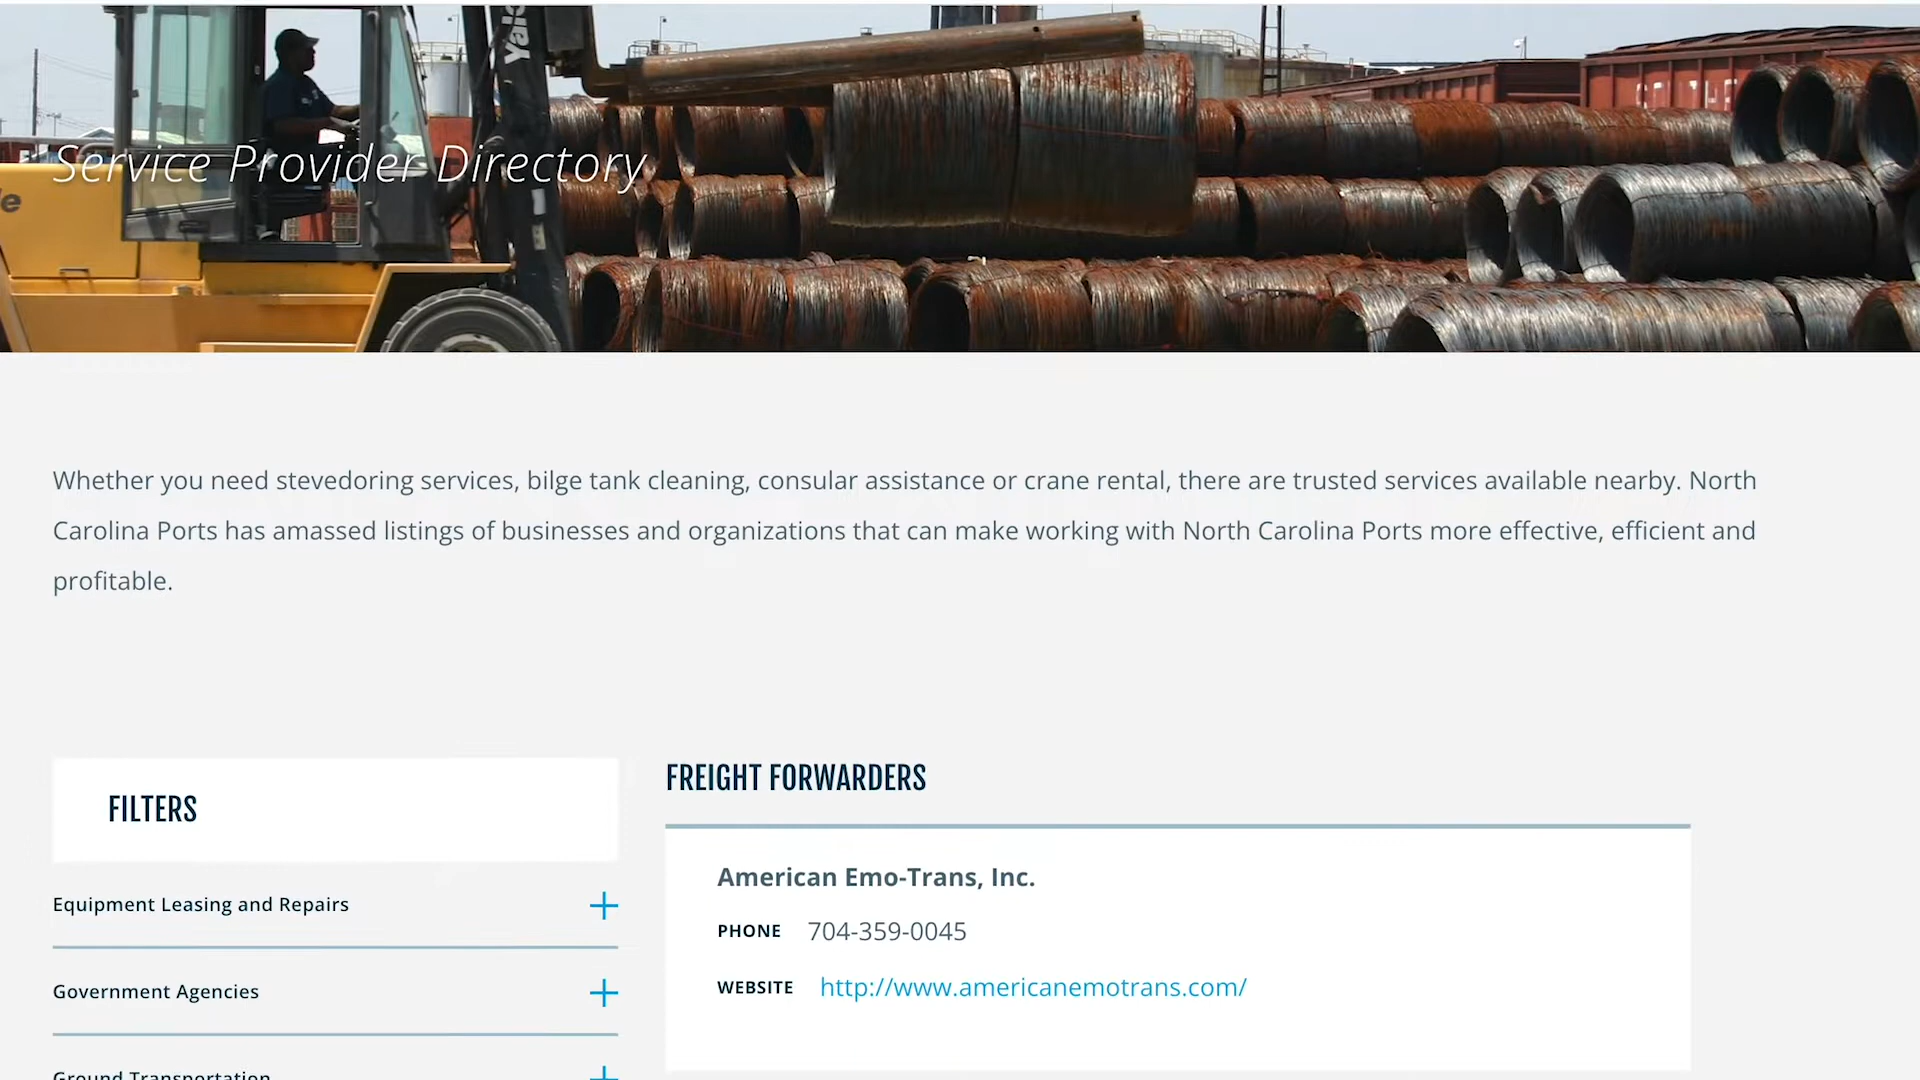 Yale
Service Provider Directory
Whether you need stevedoring services, bilge tank cleaning, consular assistance or crane rental, there are trusted services available nearby. North
Carolina Ports has amassed listings of businesses and organizations that can make working with North Carolina Ports more effective, efficient and
profitable.
FILTERS
Equipment Leasing and Repairs
Government Agencies
Ground Transportation
FREIGHT FORWARDERS
American Emo-Trans, Inc.
PHONE 704-359-0045
WEBSITE http://www.americanemotrans.com/